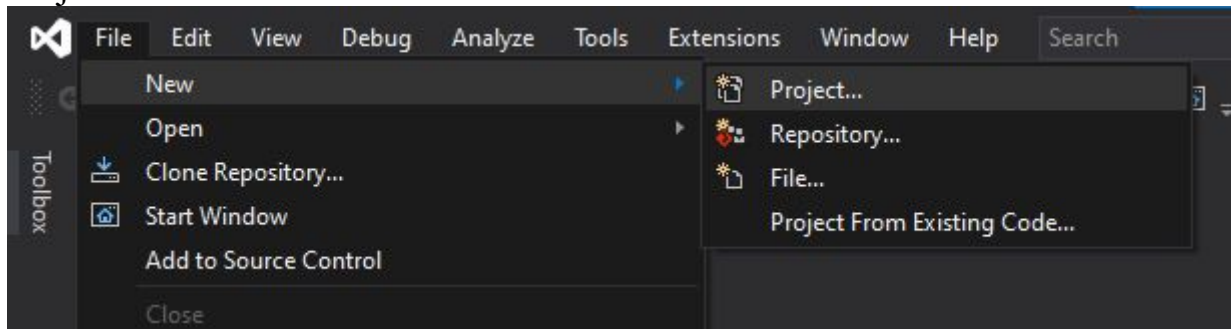 File Edit View Debug Analyze Tools Extensions Window Help Search
New
Project...
Open
Repository...
Clone Repository...
File...
Start Window
Project From Existing Code...
Add to Source Control
Close
Toolbox